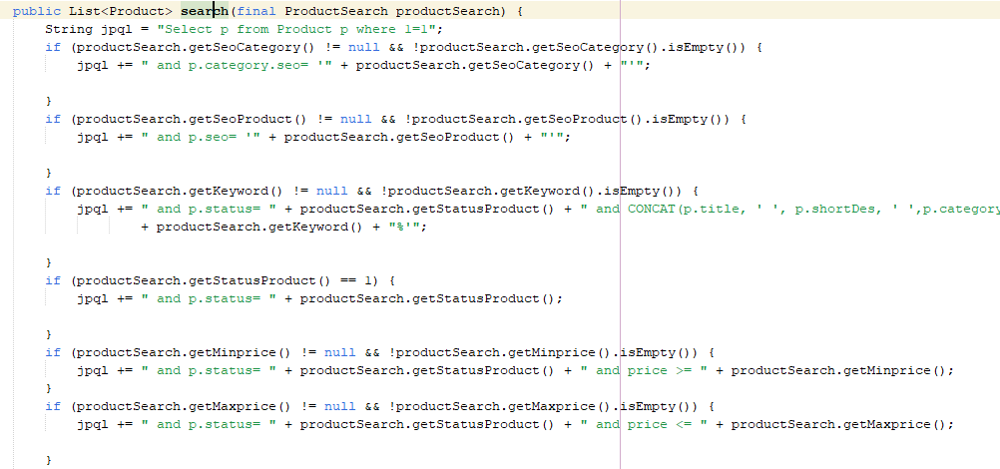 public List<Product> search(final ProductSearch productSearch) {
String jpql = "Select p from Product p where 1=1";
if (productSearch.getSeoCategory() != null && !productSearch.getSeoCategory().isEmpty()) {
jpql += " and p.category.seo= '" + productSearch.getSeoCategory() + "'";
}
if (productSearch.getSeoProduct() != null && !productSearch.getSeoProduct().isEmpty()) {
jpql += " and p.seo= '" + productSearch.getSeoProduct() + "'";
}
if (productSearch.getKeyword() != null && !productSearch.getKeyword().isEmpty()) {
jpql += " and p.status= " + productSearch.getStatusProduct() + " and CONCAT(p.title, ' ', p.shortDes, ' ',p.category
+ productSearch.getKeyword() + "%'";
}
if (productSearch.getStatusProduct() == 1) {
jpql += " and p.status= " + productSearch.getStatusProduct();
}
if (productSearch.getMinprice() != null && !productSearch.getMinprice().isEmpty()) {
jpql += " and p.status= " + productSearch.getStatusProduct() + " and price >= " + productSearch.getMinprice();
}
if (productSearch.getMaxprice() != null && !productSearch.getMaxprice().isEmpty()) {
jpql += " and p.status= " + productSearch.getStatusProduct() + " and price <= " + productSearch.getMaxprice();
}